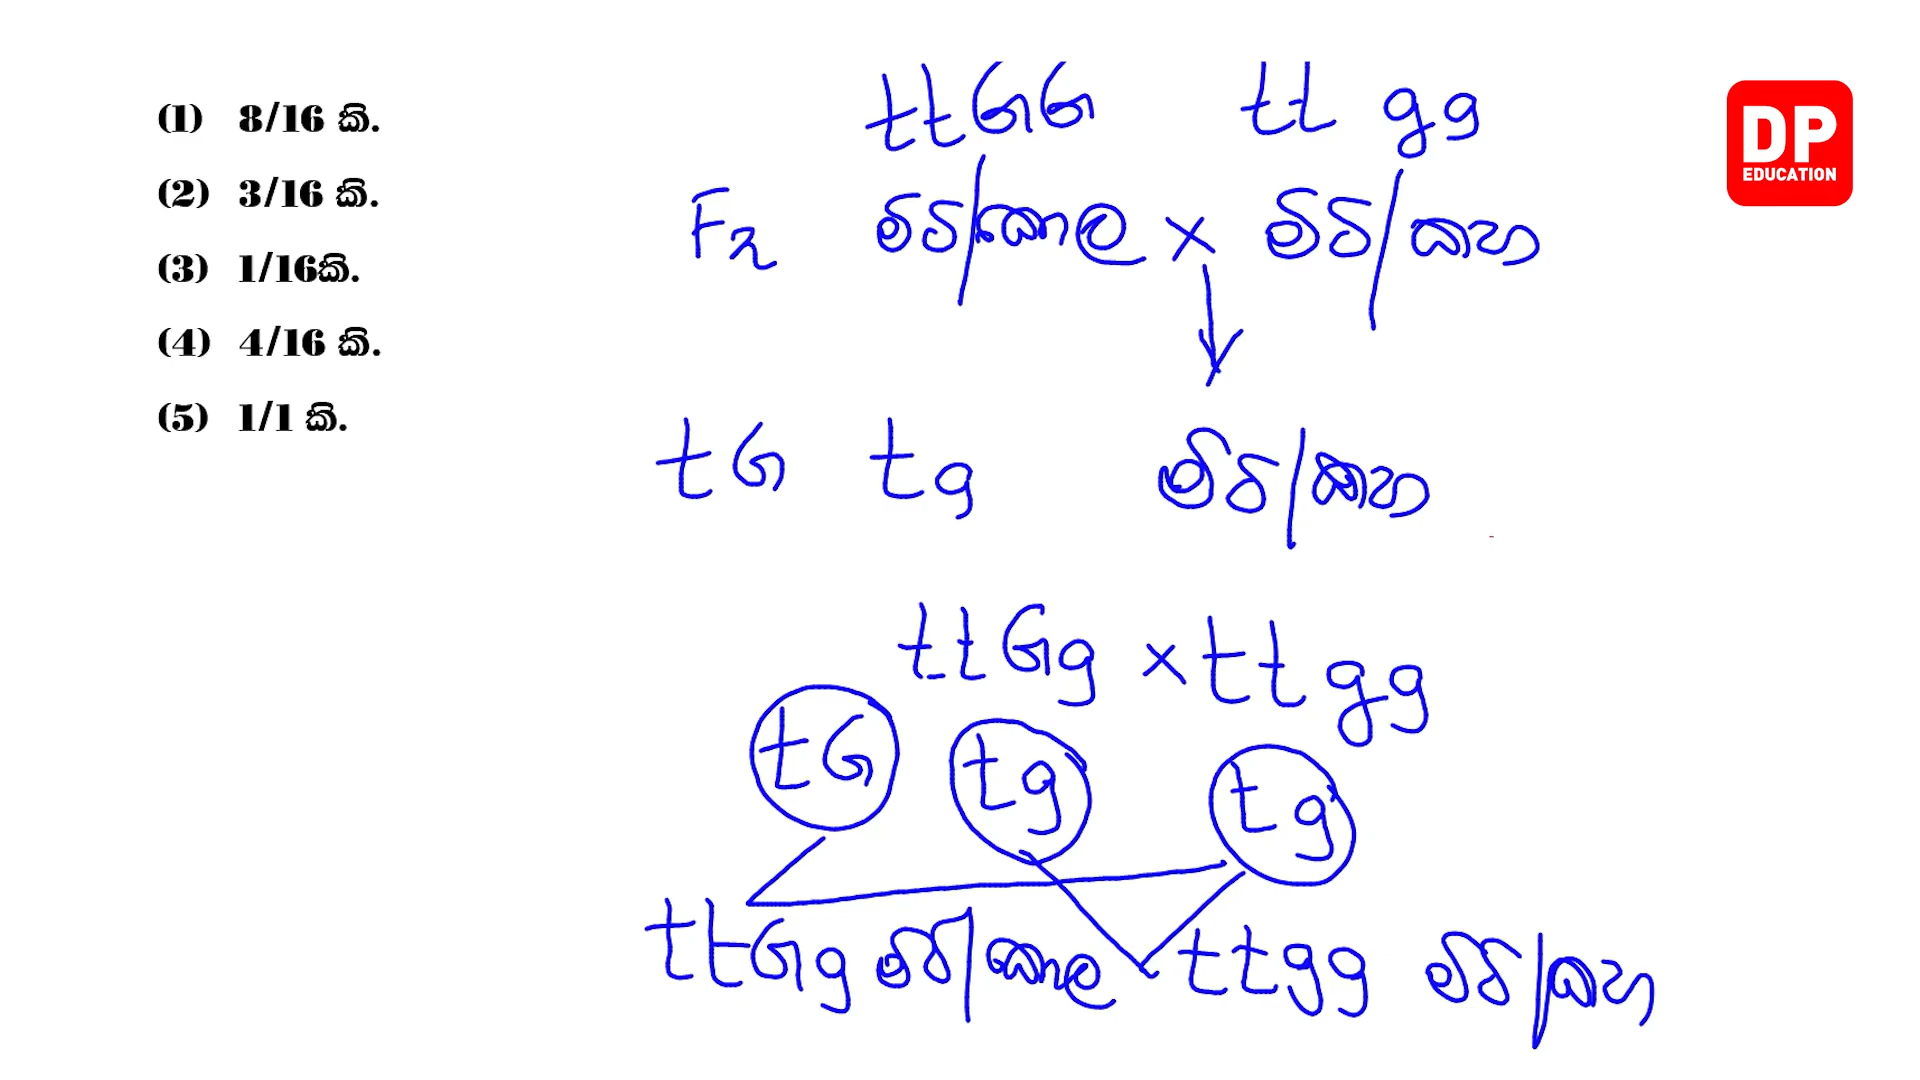 (1) 8/16 කි.
(2) 3/16 කි.
(3) 1/16කි.
(4) 4/16 කි.
(5) 1/1 කි.
DP
EDUCATION
ttGG ttgg
F2 මිටි/කොල × මිටි/කහ
tG tg මිටි/කහ
ttGg × ttgg
tG tg tg
ttGg මිටි/කොල ttgg මිටි/කහ